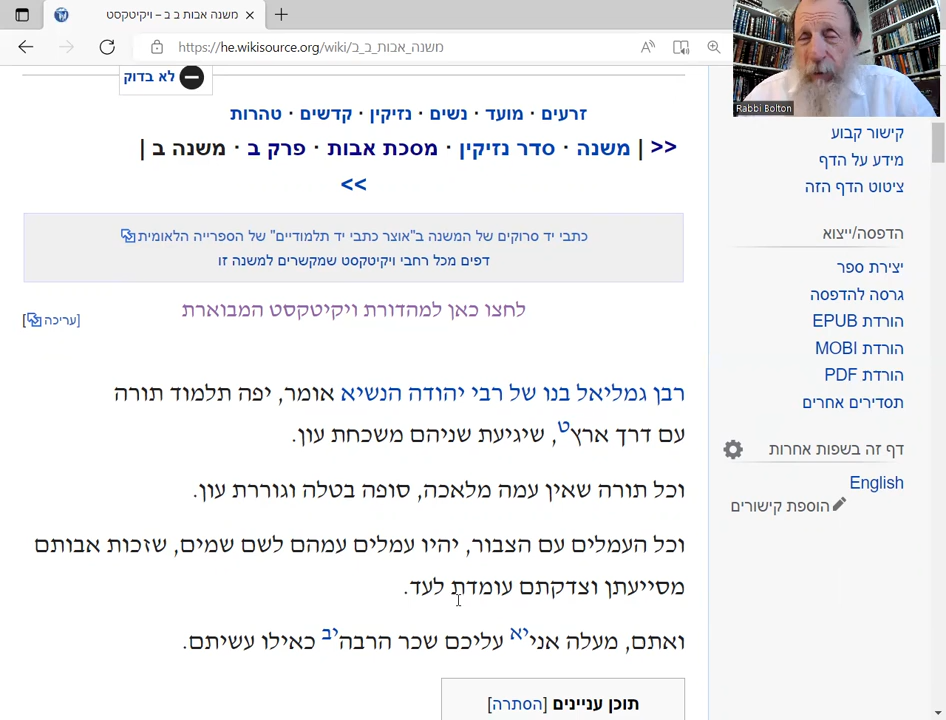 משנה אבות ב ב – ויקיטקסט
https://he.wikisource.org/wiki/משנה_אבות_ב_ב
Rabbi Bolton
לא בדוק
זרעים · מועד · נשים · נזיקין · קדשים · טהרות
<< | משנה · סדר נזיקין · מסכת אבות · פרק ב · משנה ב |
>>
כתבי יד סרוקים של המשנה ב"אוצר כתבי יד תלמודיים" של הספרייה הלאומית
דפים מכל רחבי ויקיטקסט שמקשרים למשנה זו
לחצו כאן למהדורת ויקיטקסט המבוארת
[עריכה]
רבן גמליאל בנו של רבי יהודה הנשיא אומר, יפה תלמוד תורה
עם דרך ארץט, שיגיעת שניהם משכחת עון.
וכל תורה שאין עמה מלאכה, סופה בטלה וגוררת עון.
וכל העמלים עם הצבור, יהיו עמלים עמהם לשם שמים, שזכות אבותם
מסייעתן וצדקתם עומדת לעד.
ואתם, מעלה אנייא עליכם שכר הרבהיב כאילו עשיתם.
תוכן עניינים [הסתרה]
קישור קבוע
מידע על הדף
ציטוט הדף הזה
הדפסה/ייצוא
יצירת ספר
גרסה להדפסה
הורדת EPUB
הורדת MOBI
הורדת PDF
תסדירים אחרים
דף זה בשפות אחרות
English
הוספת קישורים